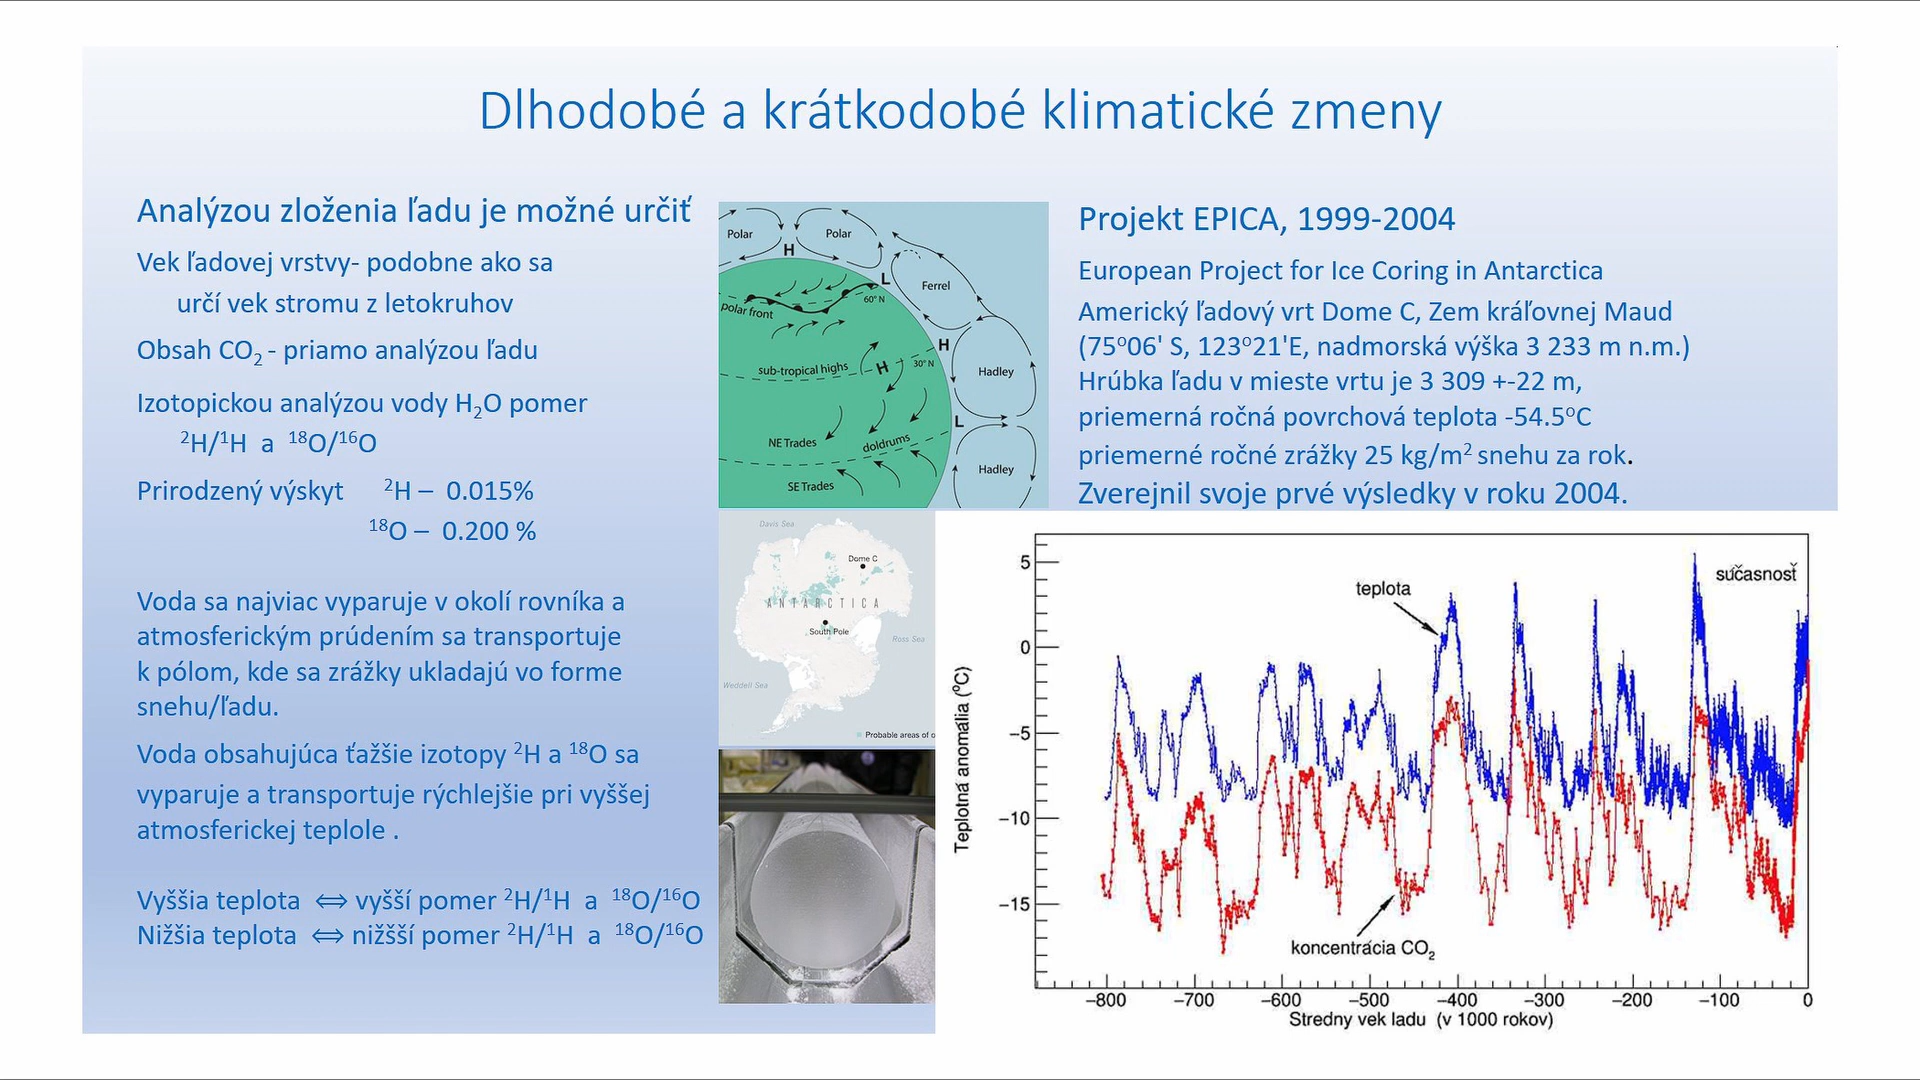 Dlhodobé a krátkodobé klimatické zmeny
Analýzou zloženia ľadu je možné určiť
Vek ľadovej vrstvy- podobne ako sa
určí vek stromu z letokruhov
Obsah CO₂ - priamo analýzou ľadu
Izotopickou analýzou vody H₂O pomer
²H/¹H a ¹⁸O/¹⁶O
Prirodzený výskyt ²H – 0.015%
¹⁸O – 0.200 %
Voda sa najviac vyparuje v okolí rovníka a
atmosferickým prúdením sa transportuje
k pólom, kde sa zrážky ukladajú vo forme
snehu/ľadu.
Voda obsahujúca ťažšie izotopy ²H a ¹⁸O sa
vyparuje a transportuje rýchlejšie pri vyššej
atmosferickej teplole .
Vyššia teplota ⇔ vyšší pomer ²H/¹H a ¹⁸O/¹⁶O
Nižšia teplota ⇔ nižšší pomer ²H/¹H a ¹⁸O/¹⁶O
Polar
Polar
H
L
Ferrel
60° N
polar front
H
sub-tropical highs
H
30° N
Hadley
L
NE Trades
doldrums
Hadley
SE Trades
Davis Sea
Dome C
ANTARCTICA
South Pole
Ross Sea
Weddell Sea
Probable areas of o
Projekt EPICA, 1999-2004
European Project for Ice Coring in Antarctica
Americký ľadový vrt Dome C, Zem kráľovnej Maud
(75º06' S, 123º21'E, nadmorská výška 3 233 m n.m.)
Hrúbka ľadu v mieste vrtu je 3 309 +-22 m,
priemerná ročná povrchová teplota -54.5ºC
priemerné ročné zrážky 25 kg/m² snehu za rok.
Zverejnil svoje prvé výsledky v roku 2004.
teplota
súčasnosť
koncentrácia CO₂
Teplotná anomália (⁰C)
5
0
−5
−10
−15
−800 −700 −600 −500 −400 −300 −200 −100 0
Stredny vek ladu (v 1000 rokov)